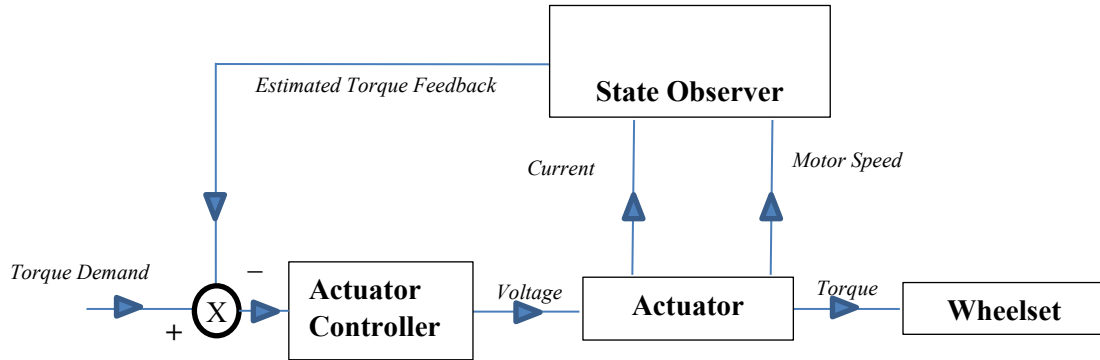 State Observer
Estimated Torque Feedback
Current
Motor Speed
Torque Demand
−
+
X
Actuator
Controller
Voltage
Actuator
Torque
Wheelset